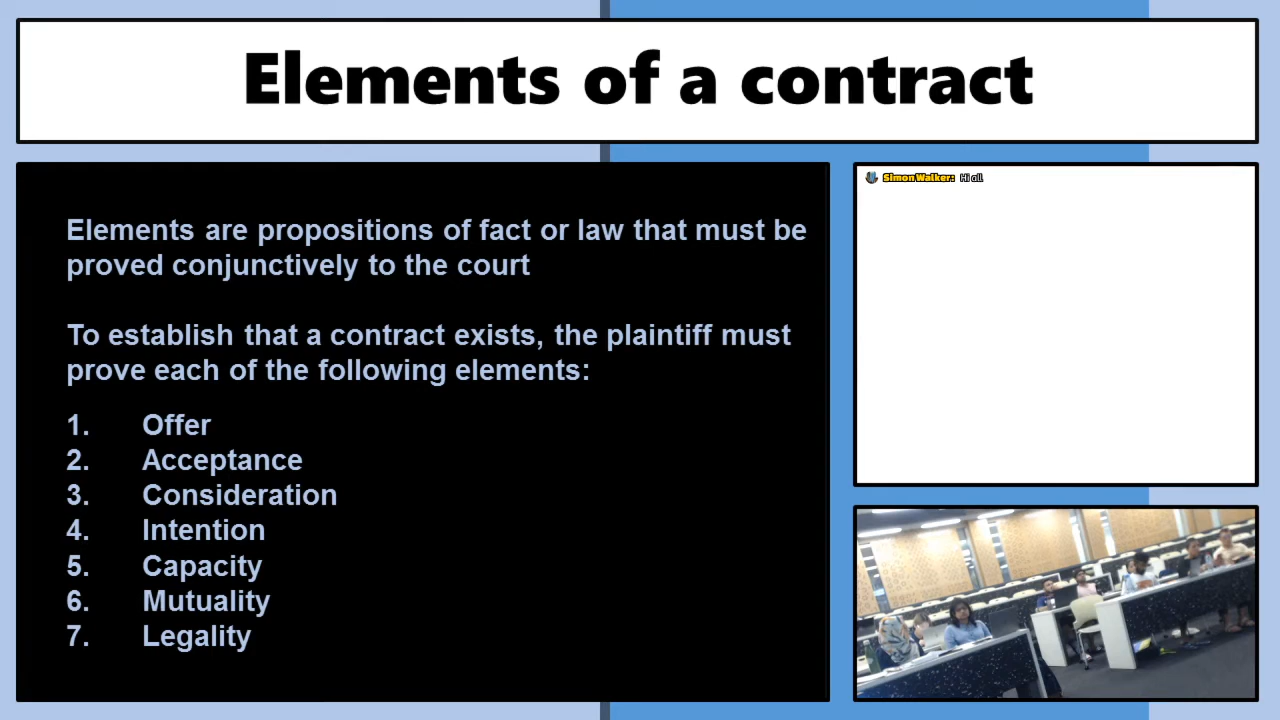 Elements of a contract
Elements are propositions of fact or law that must be
proved conjunctively to the court
To establish that a contract exists, the plaintiff must
prove each of the following elements:
1. Offer
2. Acceptance
3. Consideration
4. Intention
5. Capacity
6. Mutuality
7. Legality
Simon Walker: Hi all